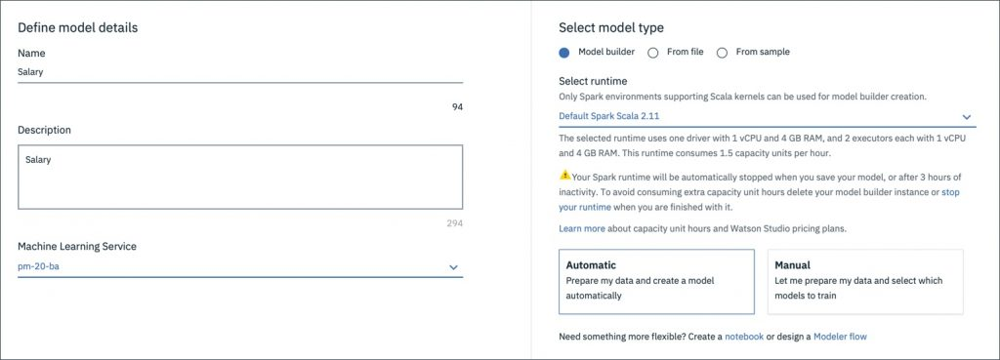 Define model details
Name
Salary
94
Description
Salary
294
Machine Learning Service
pm-20-ba
Select model type
Model builder From file From sample
Select runtime
Only Spark environments supporting Scala kernels can be used for model builder creation.
Default Spark Scala 2.11
The selected runtime uses one driver with 1 vCPU and 4 GB RAM, and 2 executors each with 1 vCPU
and 4 GB RAM. This runtime consumes 1.5 capacity units per hour.
Your Spark runtime will be automatically stopped when you save your model, or after 3 hours of
inactivity. To avoid consuming extra capacity unit hours delete your model builder instance or stop
your runtime when you are finished with it.
Learn more about capacity unit hours and Watson Studio pricing plans.
Automatic
Prepare my data and create a model
automatically
Manual
Let me prepare my data and select which
models to train
Need something more flexible? Create a notebook or design a Modeler flow